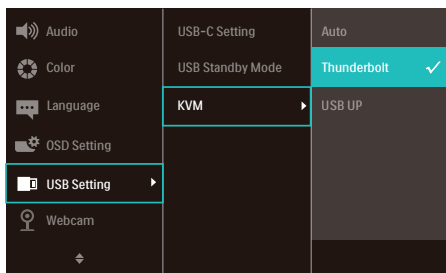 Audio
Color
Language
OSD Setting
USB Setting
Webcam
USB-C Setting
USB Standby Mode
KVM
Auto
Thunderbolt
USB UP